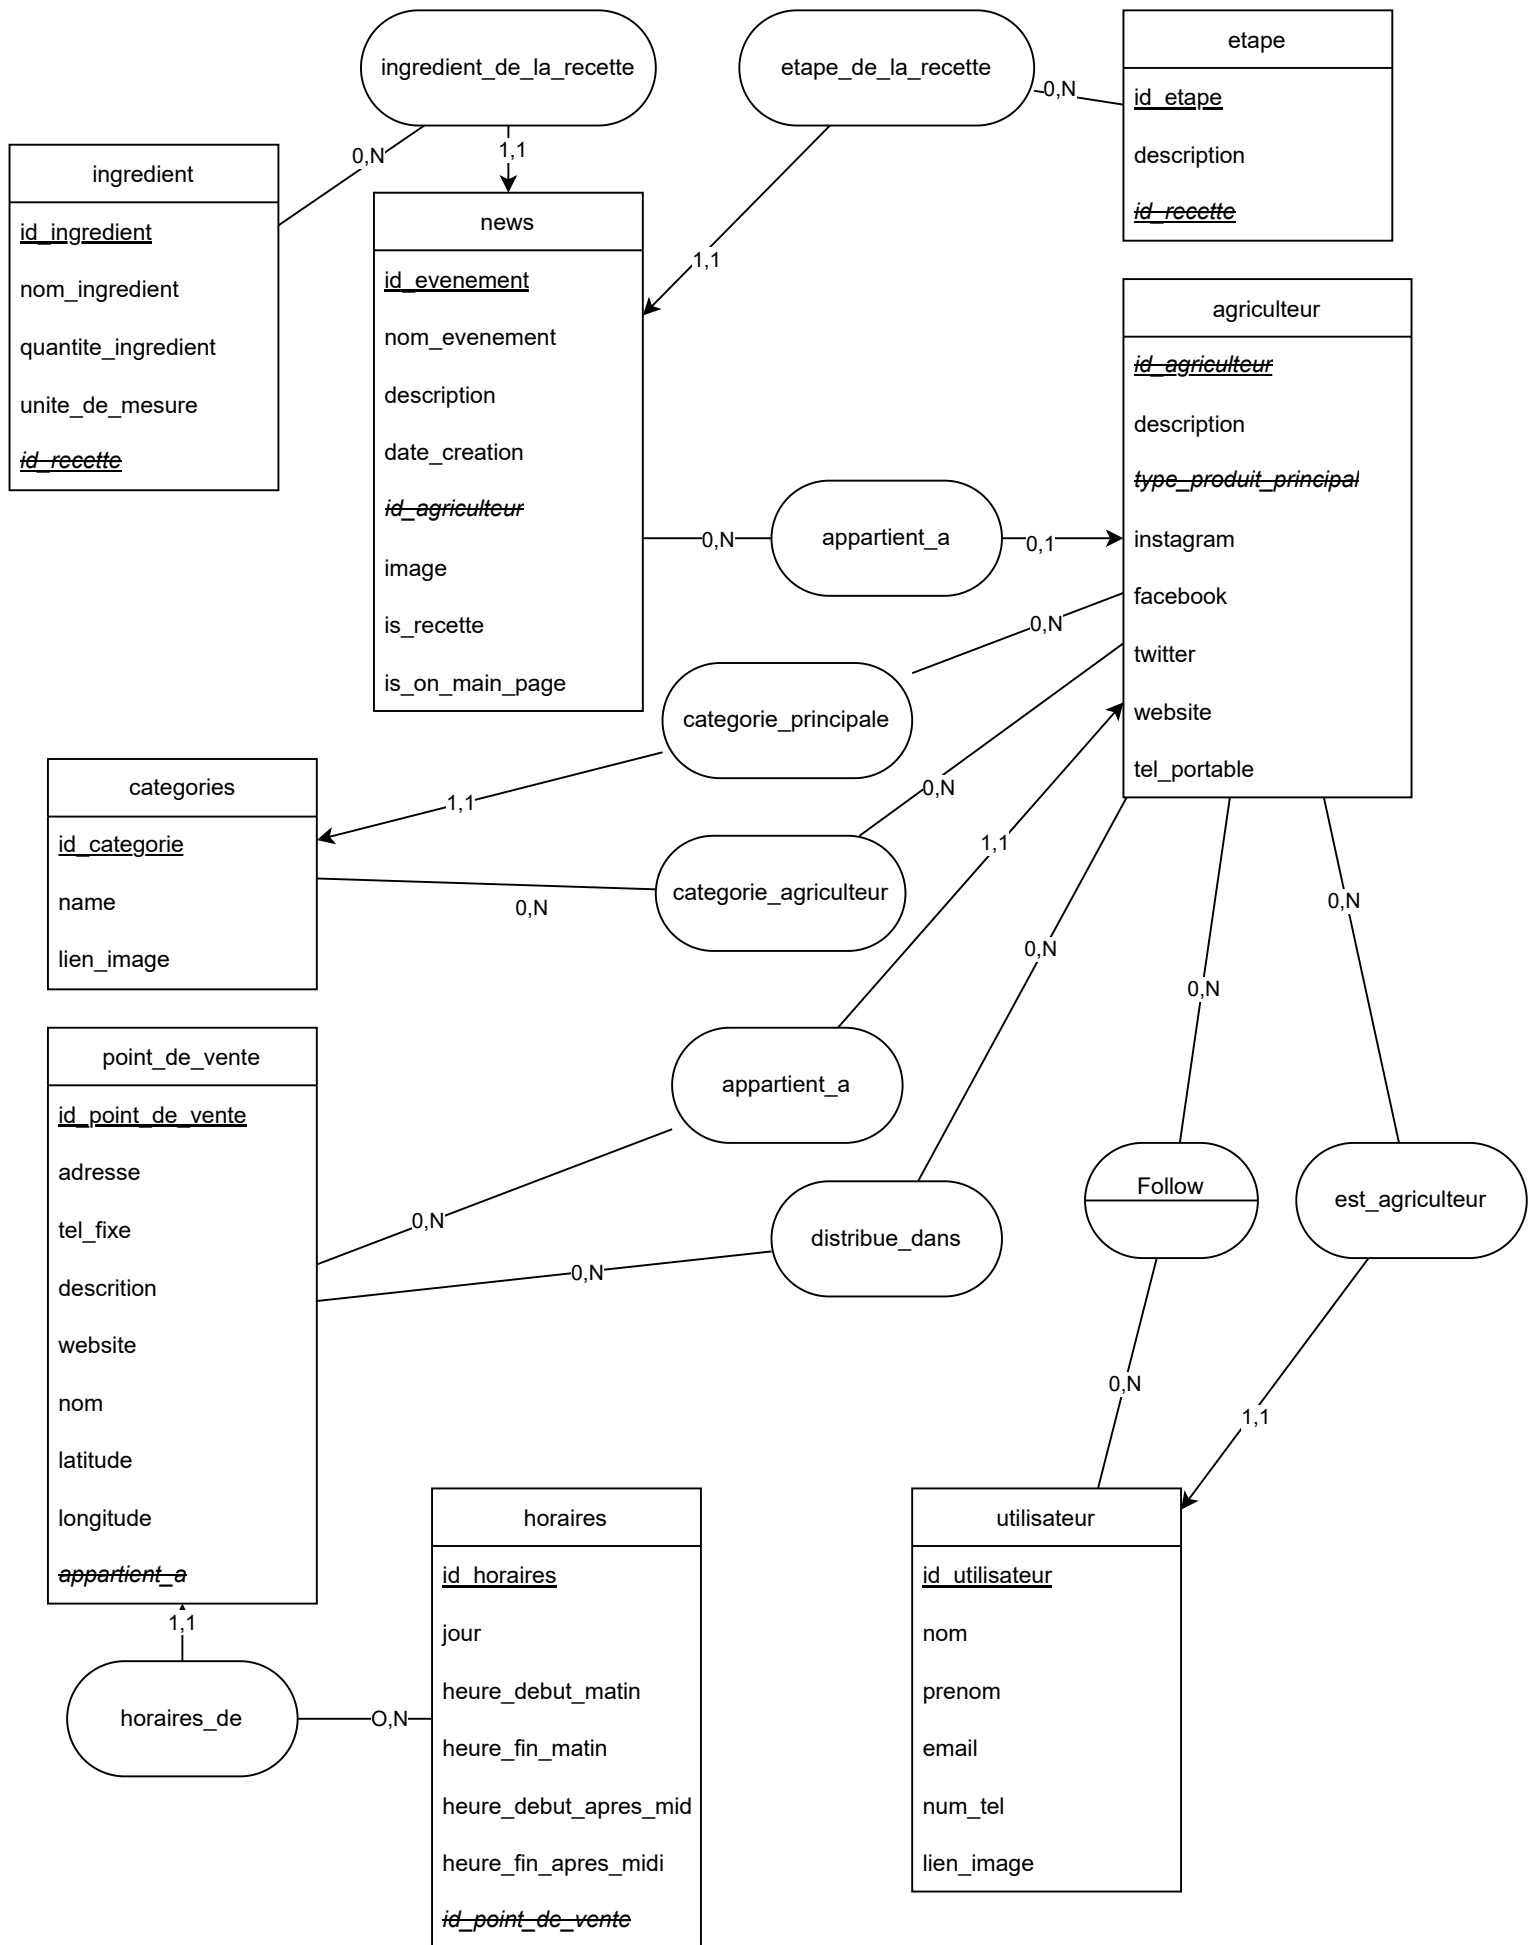 ingredient_de_la_recette
etape_de_la_recette
etape
id_etape
description
id_recette
0,N
0,N
1,1
ingredient
id_ingredient
nom_ingredient
quantite_ingredient
unite_de_mesure
id_recette
news
id_evenement
nom_evenement
description
date_creation
id_agriculteur
image
is_recette
is_on_main_page
1,1
agriculteur
id_agriculteur
description
type_produit_principal
instagram
facebook
twitter
website
tel_portable
0,N
appartient_a
0,1
0,N
categorie_principale
1,1
0,N
categories
id_categorie
name
lien_image
categorie_agriculteur
0,N
1,1
0,N
0,N
0,N
point_de_vente
id_point_de_vente
adresse
tel_fixe
descrition
website
nom
latitude
longitude
appartient_a
appartient_a
0,N
distribue_dans
0,N
Follow
est_agriculteur
0,N
1,1
1,1
horaires_de
O,N
horaires
id_horaires
jour
heure_debut_matin
heure_fin_matin
heure_debut_apres_mid
heure_fin_apres_midi
id_point_de_vente
utilisateur
id_utilisateur
nom
prenom
email
num_tel
lien_image